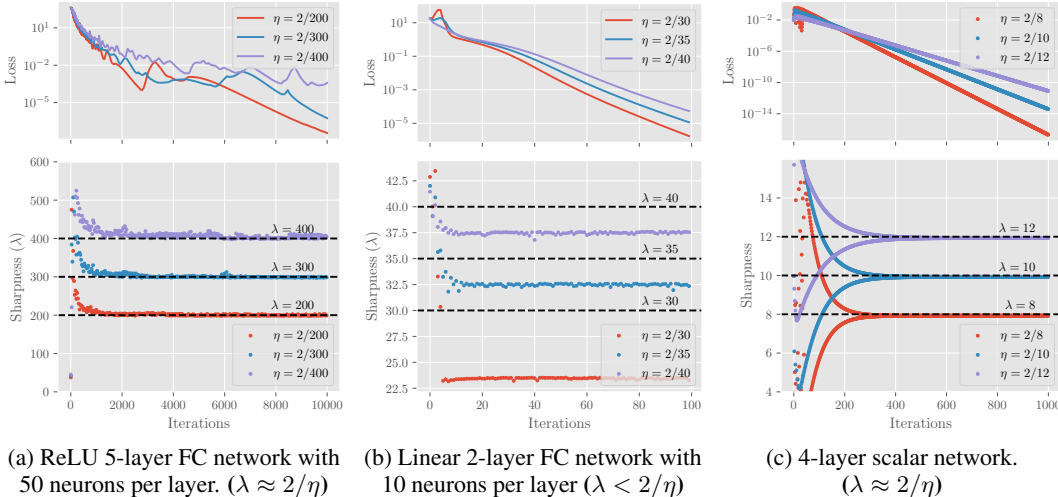 Loss
10^1
10^-2
10^-5
η = 2/200
η = 2/300
η = 2/400
Sharpness (λ)
600
500
400
300
200
100
0
λ = 400
λ = 300
λ = 200
η = 2/200
η = 2/300
η = 2/400
0 2000 4000 6000 8000 10000
Iterations
Loss
10^1
10^-1
10^-3
10^-5
η = 2/30
η = 2/35
η = 2/40
Sharpness (λ)
42.5
40.0
37.5
35.0
32.5
30.0
27.5
25.0
22.5
λ = 40
λ = 35
λ = 30
η = 2/30
η = 2/35
η = 2/40
0 20 40 60 80 100
Iterations
Loss
10^-2
10^-6
10^-10
10^-14
η = 2/8
η = 2/10
η = 2/12
Sharpness
14
12
10
8
6
4
λ = 12
λ = 10
λ = 8
η = 2/8
η = 2/10
η = 2/12
0 200 400 600 800 1000
Iterations
(a) ReLU 5-layer FC network with
50 neurons per layer. (λ ≈ 2/η)
(b) Linear 2-layer FC network with
10 neurons per layer (λ < 2/η)
(c) 4-layer scalar network.
(λ ≈ 2/η)